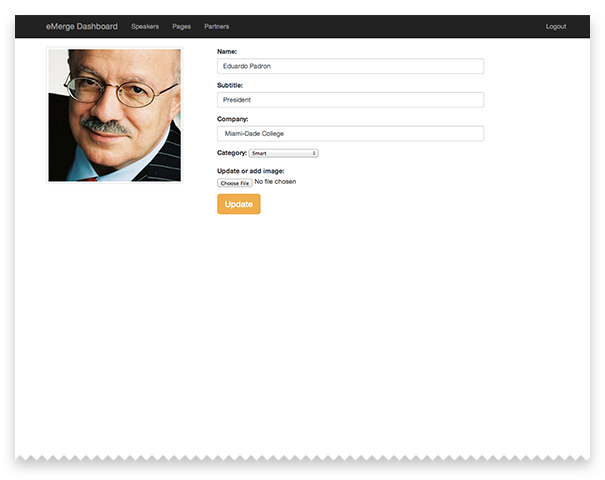 eMerge Dashboard Speakers Pages Partners Logout
Name:
Eduardo Padron
Subtitle:
President
Company:
Miami-Dade College
Category: Smart
Update or add image:
Choose File No file chosen
Update